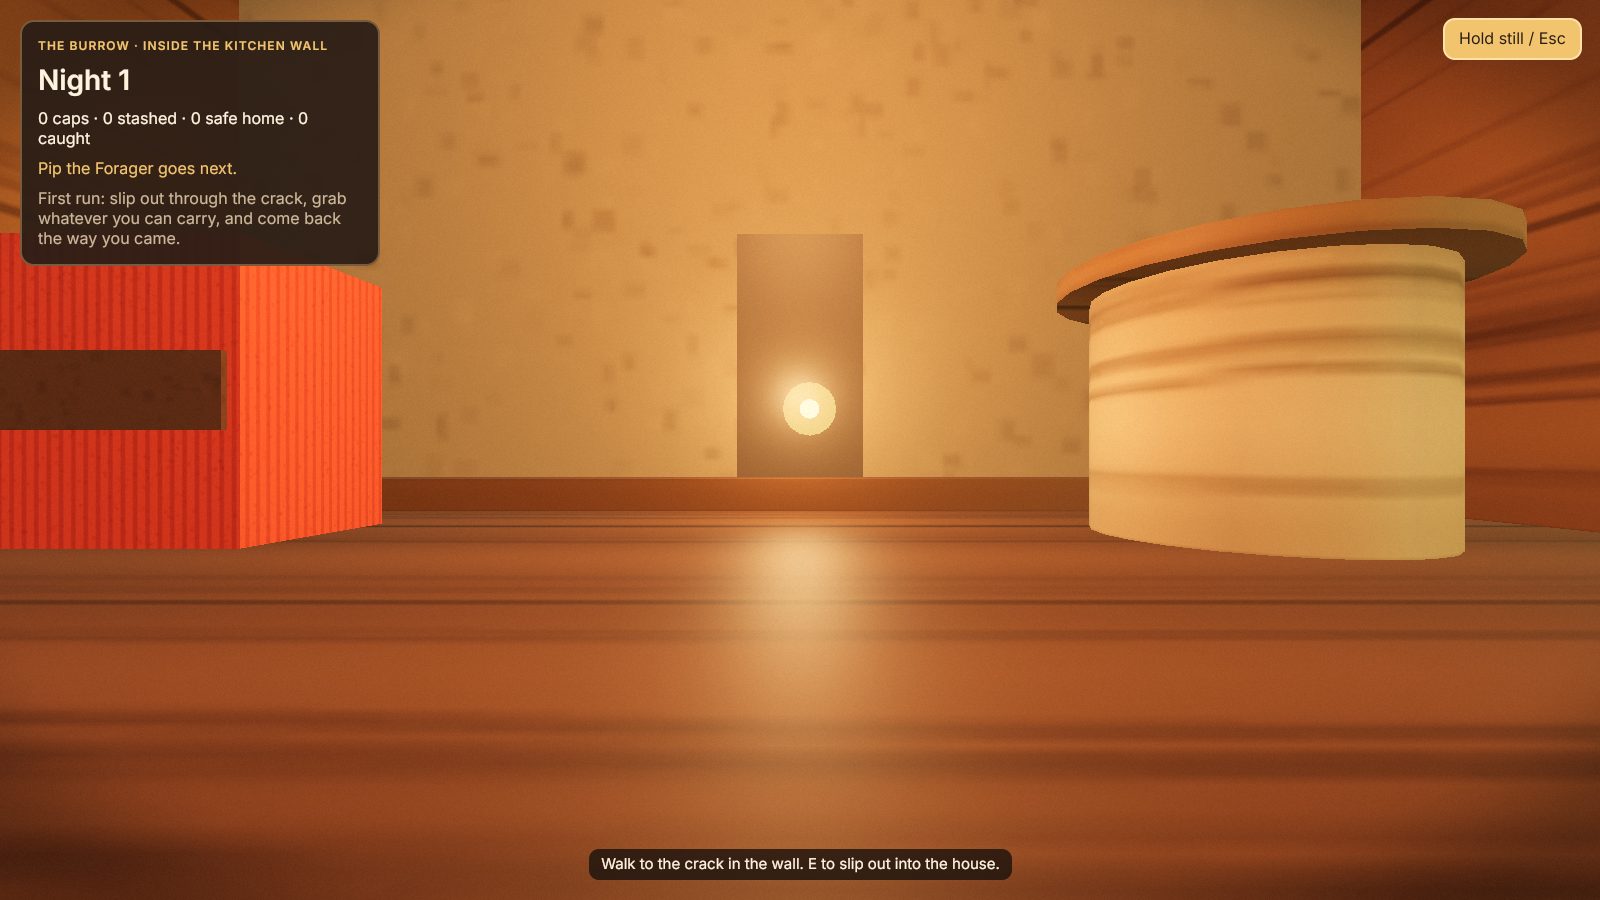 THE BURROW · INSIDE THE KITCHEN WALL
Night 1
0 caps · 0 stashed · 0 safe home · 0
caught
Pip the Forager goes next.
First run: slip out through the crack, grab
whatever you can carry, and come back
the way you came.
Hold still / Esc
Walk to the crack in the wall. E to slip out into the house.